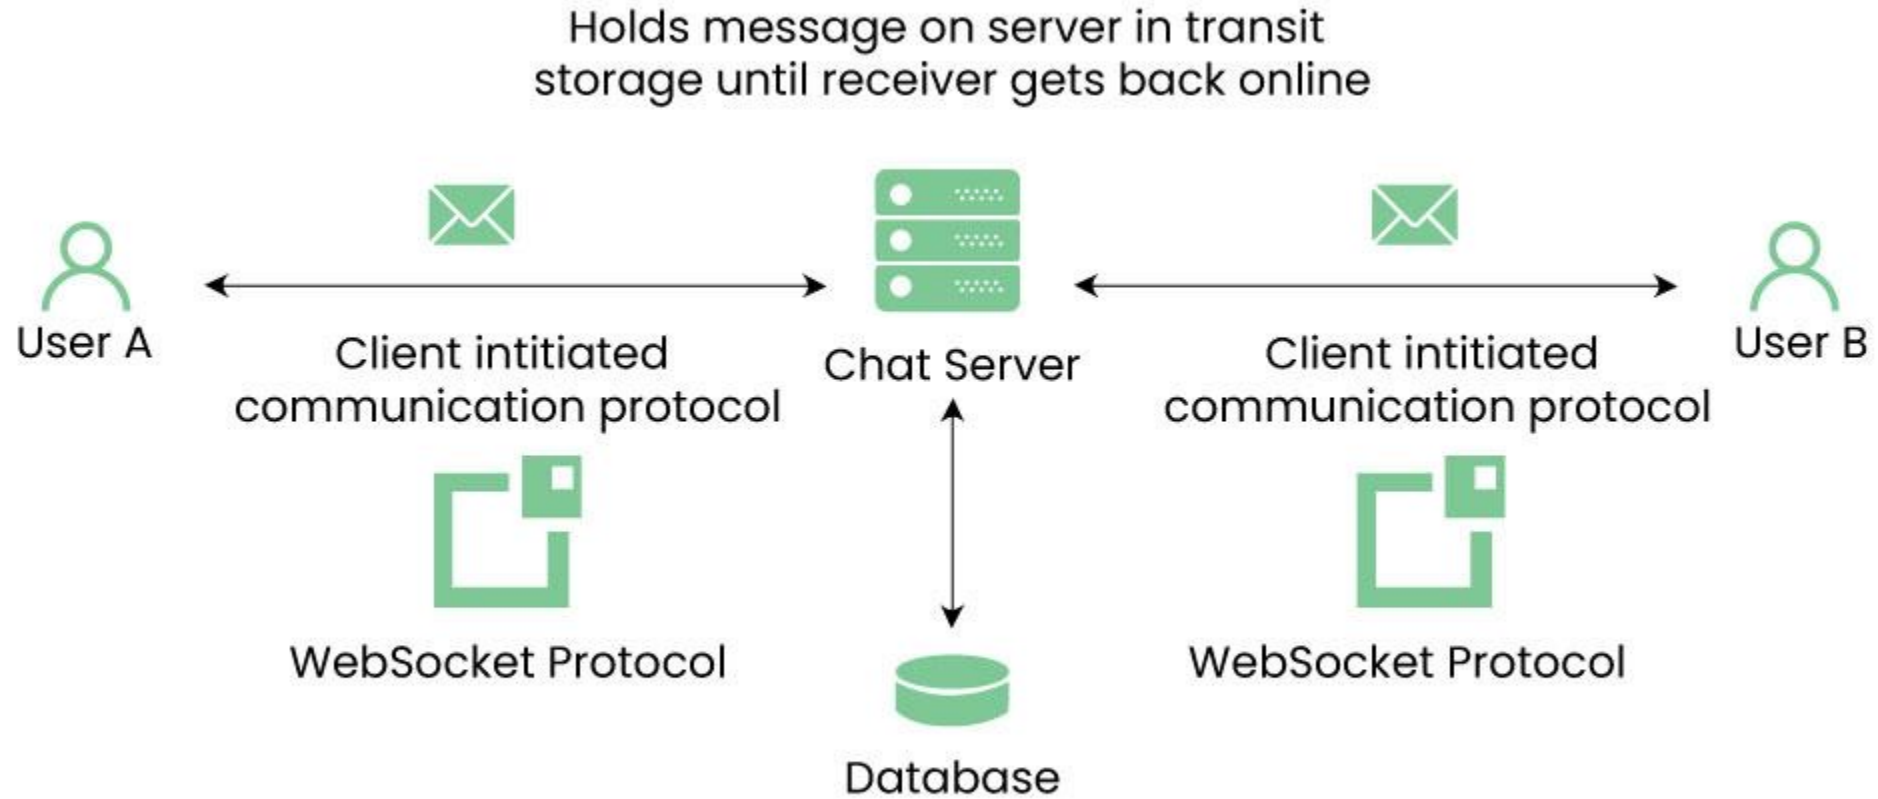 Holds message on server in transit
storage until receiver gets back online
User A
Client intitiated
communication protocol
WebSocket Protocol
Chat Server
Database
Client intitiated
communication protocol
WebSocket Protocol
User B